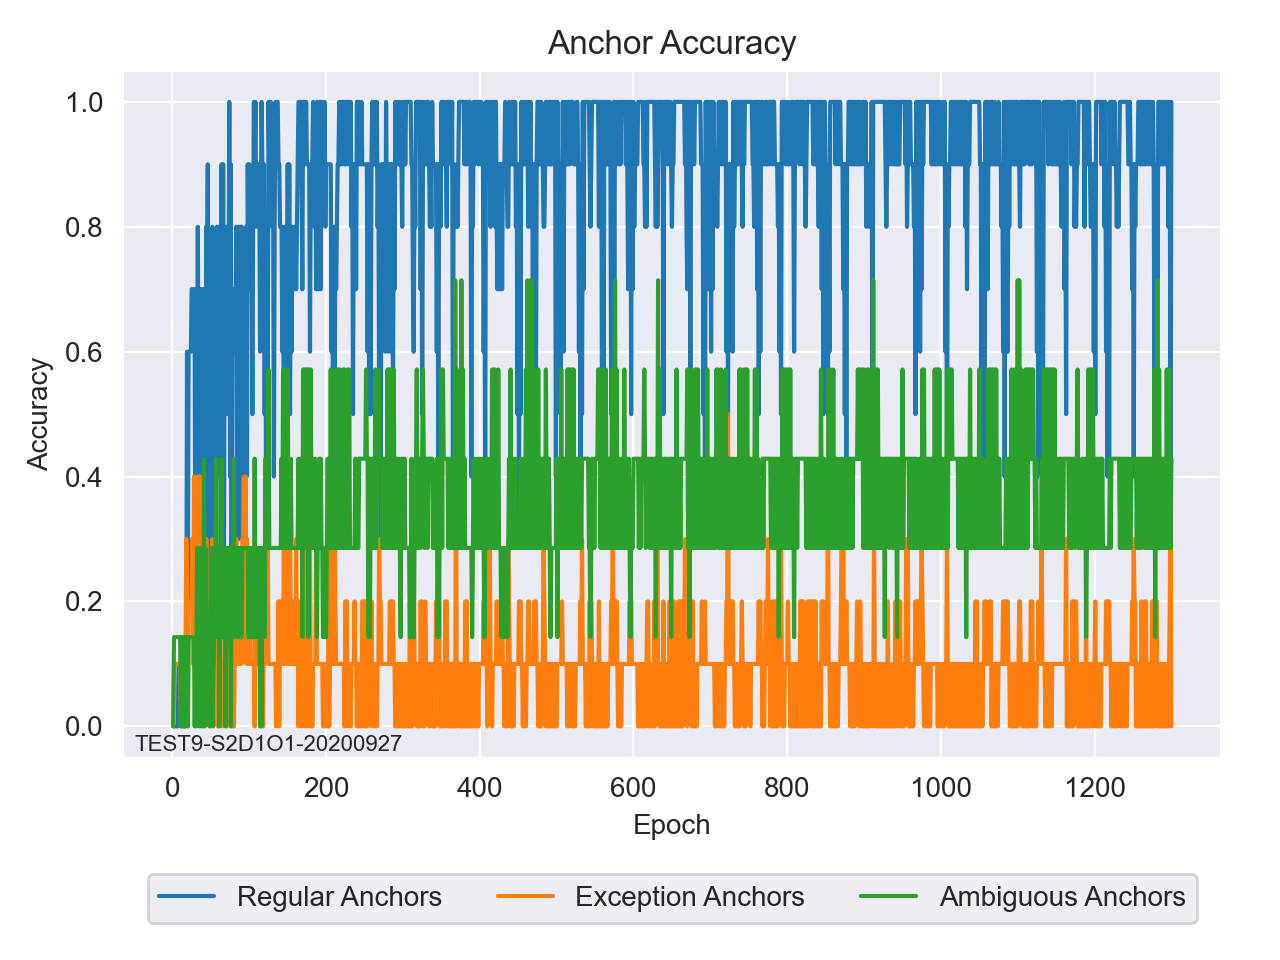 Anchor Accuracy
Accuracy
1.0
0.8
0.6
0.4
0.2
0.0
TEST9-S2D1O1-20200927
0 200 400 600 800 1000 1200
Epoch
Regular Anchors Exception Anchors Ambiguous Anchors